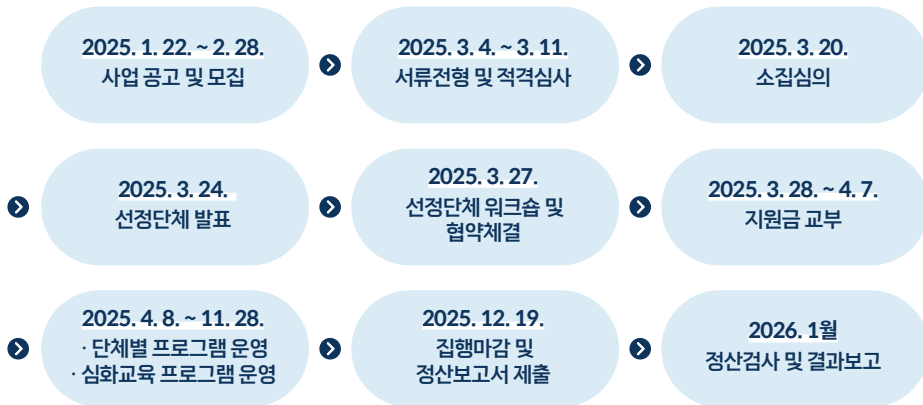 2025. 1. 22. ~ 2. 28.
사업 공고 및 모집
2025. 3. 4. ~ 3. 11.
서류전형 및 적격심사
2025. 3. 20.
소집심의
2025. 3. 24.
선정단체 발표
2025. 3. 27.
선정단체 워크숍 및
협약체결
2025. 3. 28. ~ 4. 7.
지원금 교부
2025. 4. 8. ~ 11. 28.
· 단체별 프로그램 운영
· 심화교육 프로그램 운영
2025. 12. 19.
집행마감 및
정산보고서 제출
2026. 1월
정산검사 및 결과보고